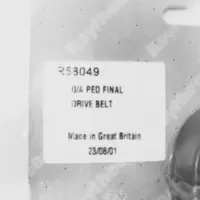 R58049
O/A PED FINAL
DRIVE BELT
Made in Great Britain
23/08/01